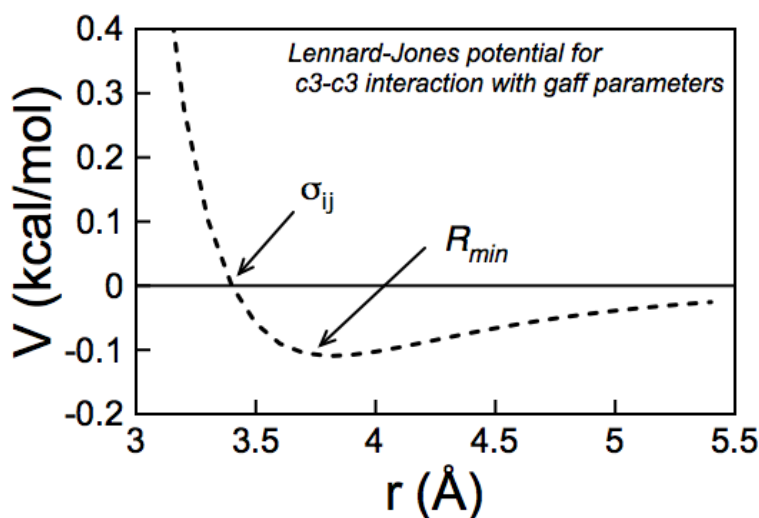 Lennard-Jones potential for
c3-c3 interaction with gaff parameters
V (kcal/mol)
0.4
0.3
0.2
0.1
0
-0.1
-0.2
σij
Rmin
3 3.5 4 4.5 5 5.5
r (Å)